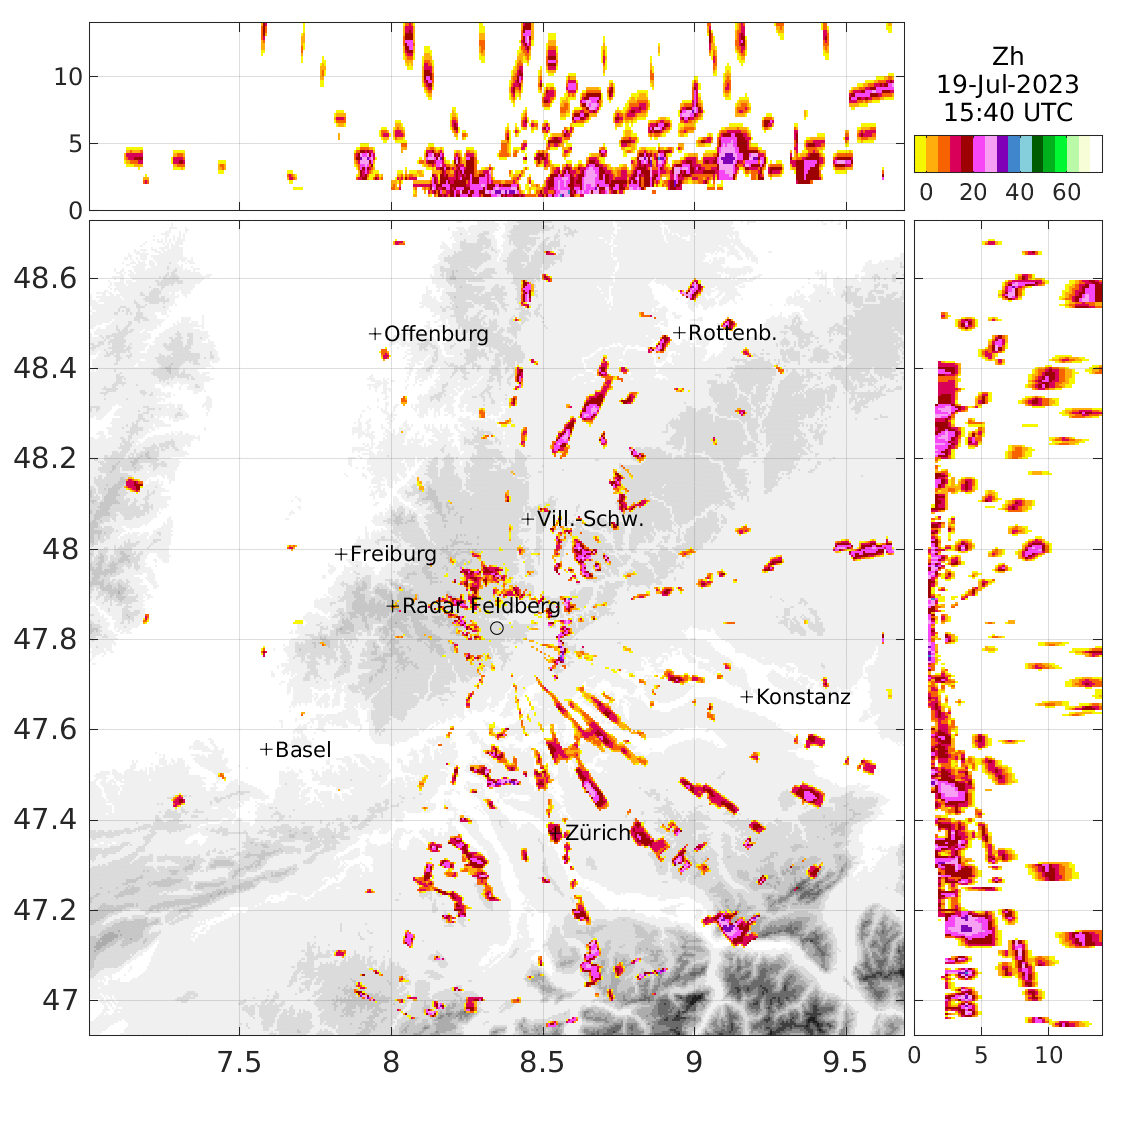 Zh
19-Jul-2023
15:40 UTC
0 20 40 60
10
5
0
48.6
48.4
48.2
48
47.8
47.6
47.4
47.2
47
+Offenburg
+Rottenb.
+Vill.-Schw.
+Freiburg
+Radar Feldberg
+Konstanz
+Basel
+Zürich
7.5 8 8.5 9 9.5
0 5 10